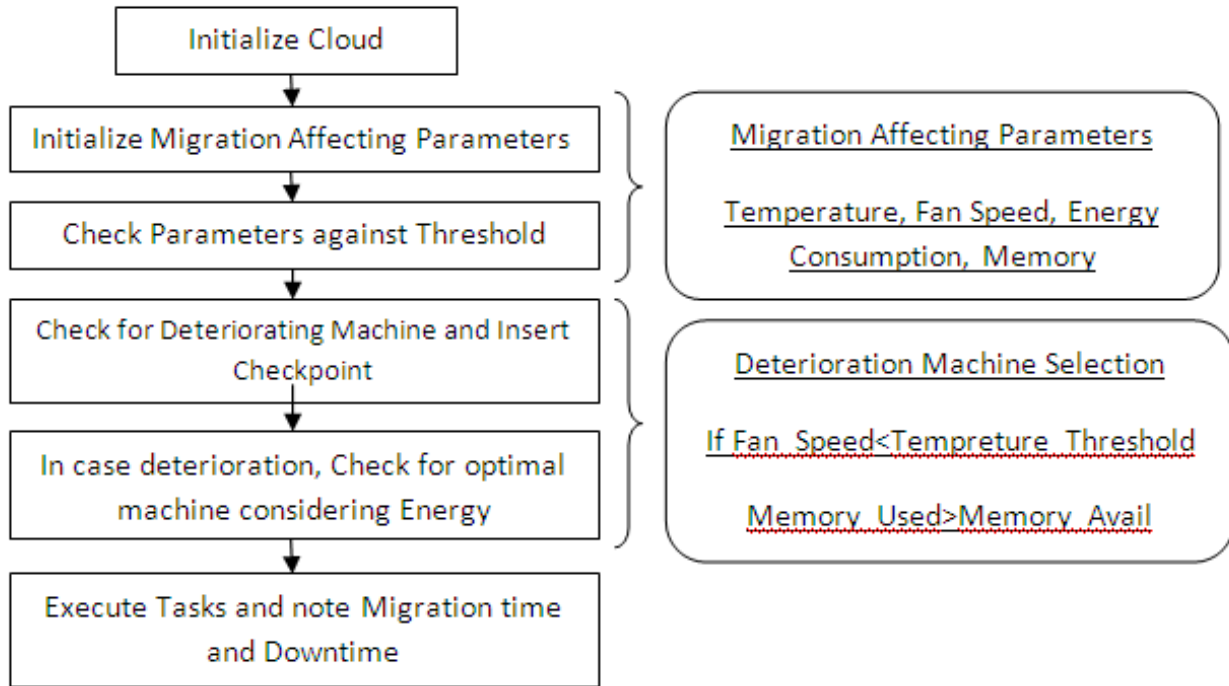 Initialize Cloud
Initialize Migration Affecting Parameters
Check Parameters against Threshold
Check for Deteriorating Machine and Insert
Checkpoint
In case deterioration, Check for optimal
machine considering Energy
Execute Tasks and note Migration time
and Downtime
Migration Affecting Parameters
Temperature, Fan Speed, Energy
Consumption, Memory
Deterioration Machine Selection
If Fan_Speed<Tempreture_Threshold
Memory_Used>Memory_Avail